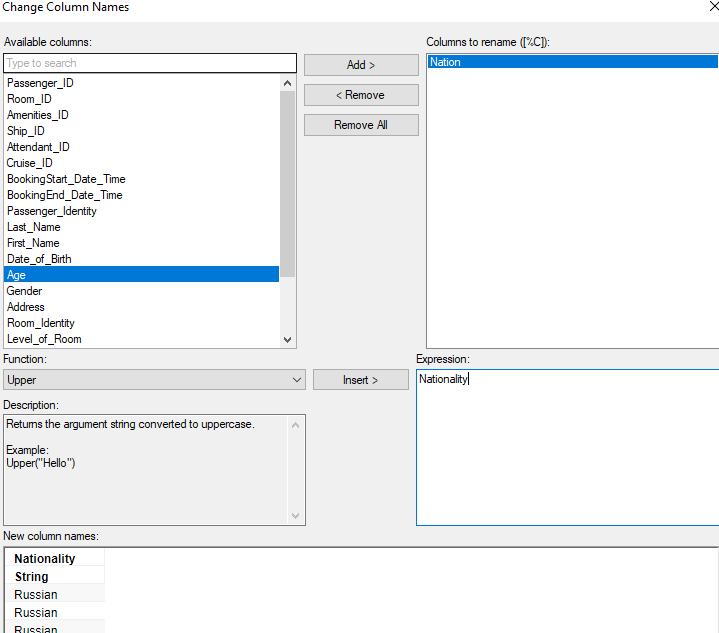 Change Column Names
Available columns:
Type to search
Passenger_ID
Room_ID
Amenities_ID
Ship_ID
Attendant_ID
Cruise_ID
BookingStart_Date_Time
BookingEnd_Date_Time
Passenger_Identity
Last_Name
First_Name
Date_of_Birth
Age
Gender
Address
Room_Identity
Level_of_Room
Add >
< Remove
Remove All
Columns to rename ([%C]):
Nation
Function:
Upper
Insert >
Description:
Returns the argument string converted to uppercase.
Example:
Upper("Hello")
Expression:
Nationality
New column names:
Nationality
String
Russian
Russian
Russian